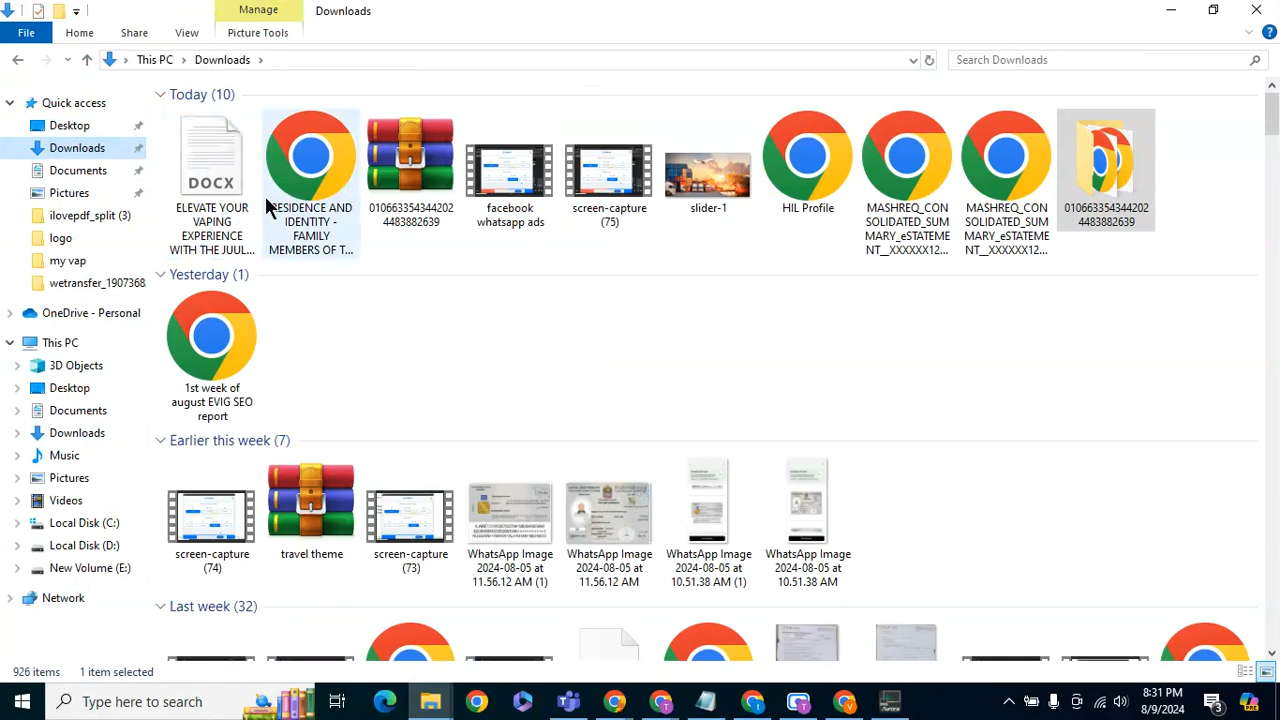 Manage Downloads
File Home Share View Picture Tools
This PC Downloads Search Downloads
Quick access
Desktop
Downloads
Documents
Pictures
ilovepdf_split (3)
logo
my vap
wetransfer_1907368
OneDrive - Personal
This PC
3D Objects
Desktop
Documents
Downloads
Music
Pictures
Videos
Local Disk (C:)
Local Disk (D:)
New Volume (E:)
Network
Today (10)
DOCX
ELEVATE YOUR
VAPING
EXPERIENCE
WITH THE JUUL...
RESIDENCE AND
IDENTITY -
FAMILY
MEMBERS OF T...
010663354344202
4483882639
facebook
whatsapp ads
screen-capture
(75)
slider-1
HIL Profile
MASHREQ_CON
SOLIDATED_SUM
MARY_eSTATEME
NT__XXXXXX12...
MASHREQ_CON
SOLIDATED_SUM
MARY_eSTATEME
NT__XXXXXX12...
010663354344202
4483882639
Yesterday (1)
1st week of
august EVIG SEO
report
Earlier this week (7)
screen-capture
(74)
travel theme
screen-capture
(73)
WhatsApp Image
2024-08-05 at
11.56.12 AM (1)
WhatsApp Image
2024-08-05 at
11.56.12 AM
WhatsApp Image
2024-08-05 at
10.51.38 AM (1)
WhatsApp Image
2024-08-05 at
10.51.38 AM
Last week (32)
926 items 1 item selected
Type here to search
8:31 PM
8/9/2024
3